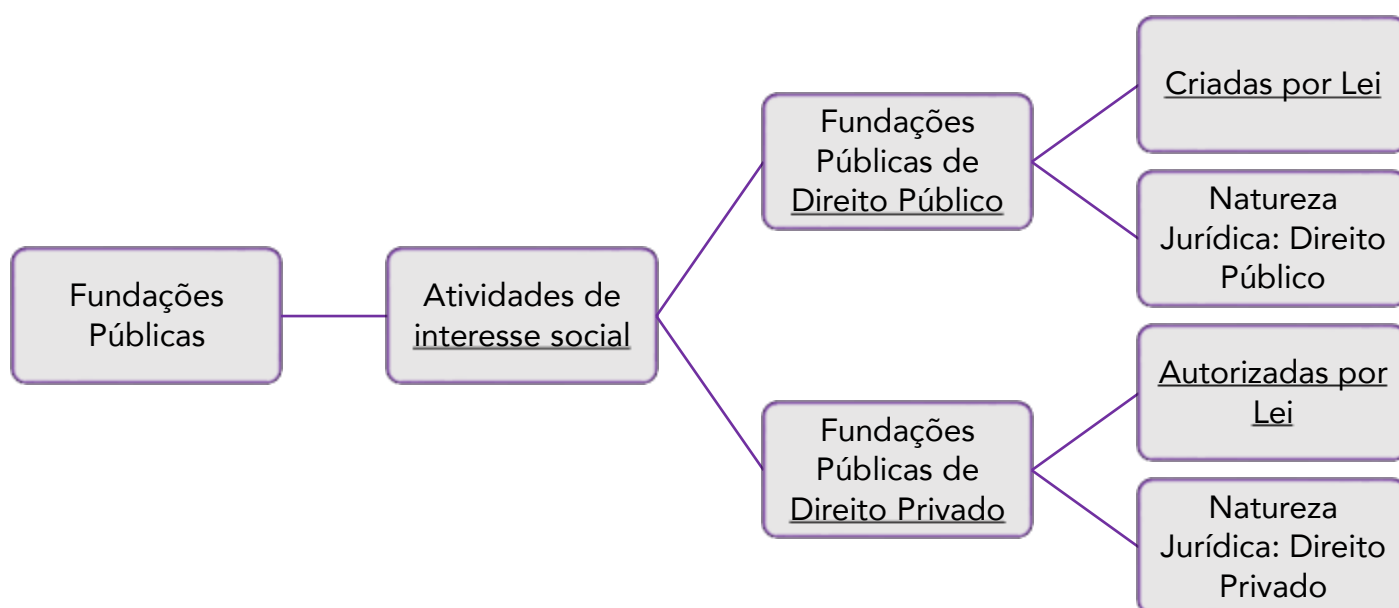 Fundações
Públicas
Atividades de
interesse social
Fundações
Públicas de
Direito Público
Criadas por Lei
Natureza
Jurídica: Direito
Público
Fundações
Públicas de
Direito Privado
Autorizadas por
Lei
Natureza
Jurídica: Direito
Privado